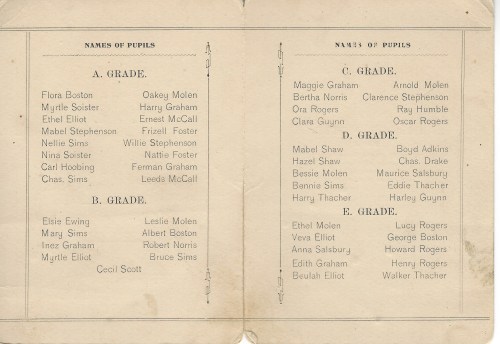 NAMES OF PUPILS
A. GRADE.
Flora Boston Oakey Molen
Myrtle Soister Harry Graham
Ethel Elliot Ernest McCall
Mabel Stephenson Frizell Foster
Nellie Sims Willie Stephenson
Nina Soister Nattie Foster
Carl Hoobing Ferman Graham
Chas. Sims Leeds McCall
B. GRADE.
Elsie Ewing Leslie Molen
Mary Sims Albert Boston
Inez Graham Robert Norris
Myrtle Elliot Bruce Sims
Cecil Scott
NAMES OF PUPILS
C. GRADE.
Maggie Graham Arnold Molen
Bertha Norris Clarence Stephenson
Ora Rogers Ray Humble
Clara Guynn Oscar Rogers
D. GRADE.
Mabel Shaw Boyd Adkins
Hazel Shaw Chas. Drake
Bessie Molen Maurice Salsbury
Bennie Sims Eddie Thacher
Harry Thacher Harley Guynn
E. GRADE.
Ethel Molen Lucy Rogers
Veva Elliot George Boston
Anna Salsbury Howard Rogers
Edith Graham Henry Rogers
Beulah Elliot Walker Thacher